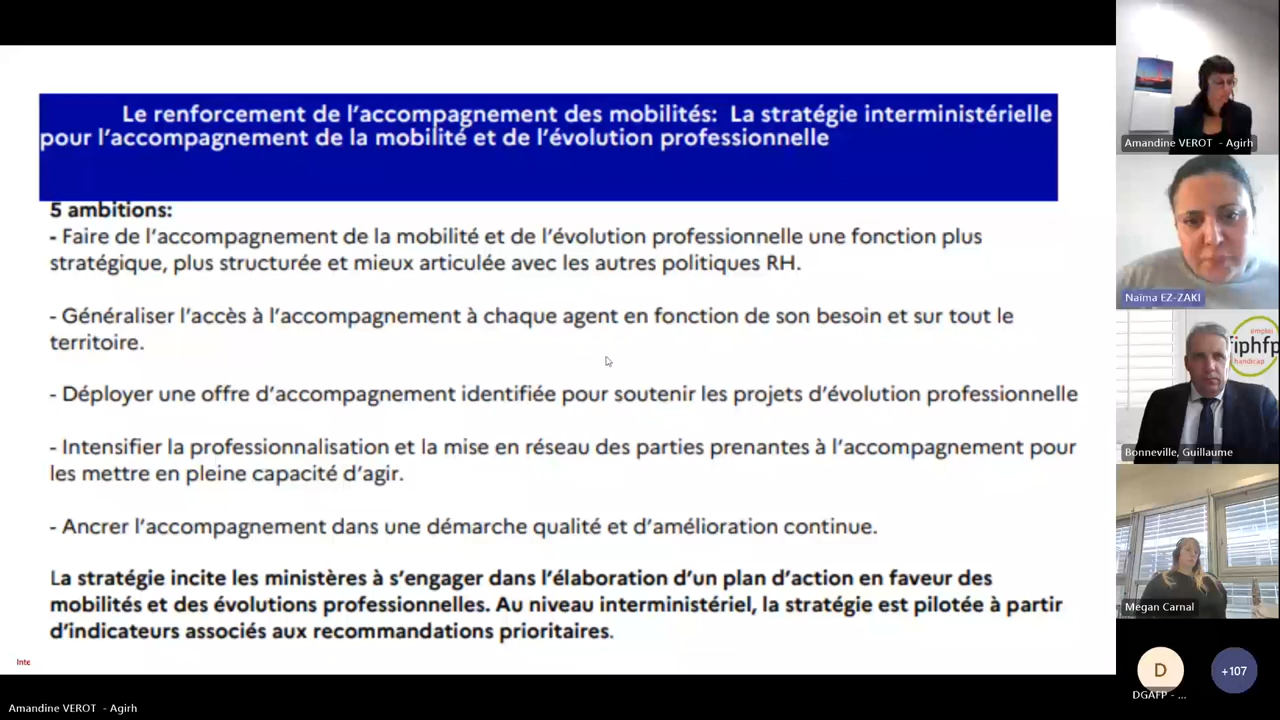 Le renforcement de l’accompagnement des mobilités: La stratégie interministérielle
pour l’accompagnement de la mobilité et de l’évolution professionnelle
5 ambitions:
- Faire de l’accompagnement de la mobilité et de l’évolution professionnelle une fonction plus
stratégique, plus structurée et mieux articulée avec les autres politiques RH.
- Généraliser l’accès à l’accompagnement à chaque agent en fonction de son besoin et sur tout le
territoire.
- Déployer une offre d’accompagnement identifiée pour soutenir les projets d’évolution professionnelle
- Intensifier la professionnalisation et la mise en réseau des parties prenantes à l’accompagnement pour
les mettre en pleine capacité d’agir.
- Ancrer l’accompagnement dans une démarche qualité et d’amélioration continue.
La stratégie incite les ministères à s’engager dans l’élaboration d’un plan d’action en faveur des
mobilités et des évolutions professionnelles. Au niveau interministériel, la stratégie est pilotée à partir
d’indicateurs associés aux recommandations prioritaires.
Inte
Amandine VEROT - Agirh
Amandine VEROT - Agirh
Naïma EZ-ZAKI
emploi
fiphfp
handicap
Bonneville, Guillaume
Megan Carnal
D
+107
DGAFP - ...